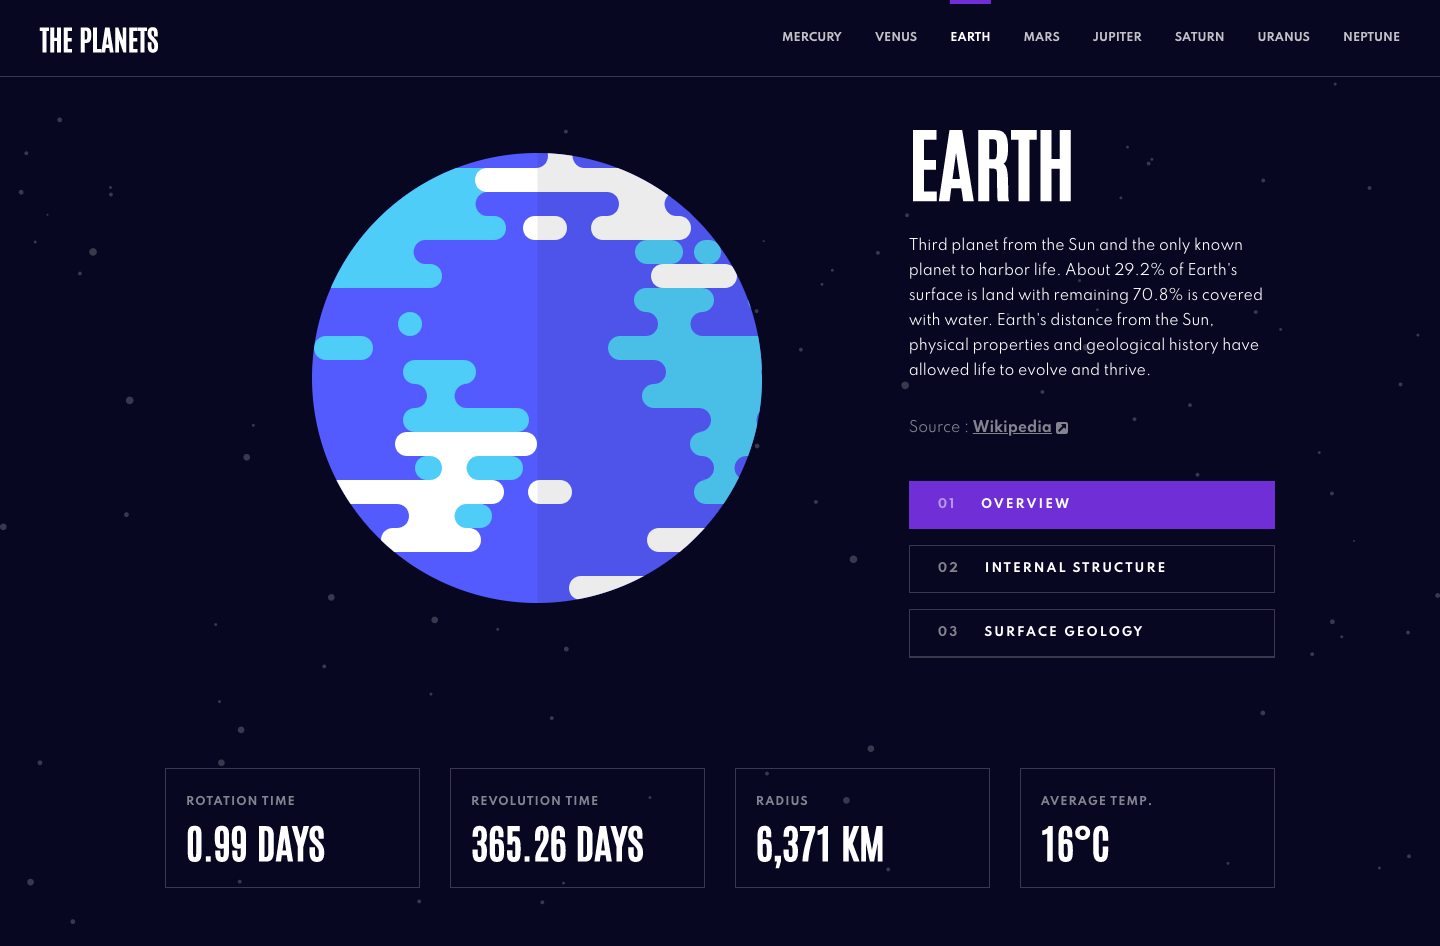 THE PLANETS
MERCURY VENUS EARTH MARS JUPITER SATURN URANUS NEPTUNE
EARTH
Third planet from the Sun and the only known
planet to harbor life. About 29.2% of Earth's
surface is land with remaining 70.8% is covered
with water. Earth's distance from the Sun,
physical properties and geological history have
allowed life to evolve and thrive.
Source : Wikipedia
01 OVERVIEW
02 INTERNAL STRUCTURE
03 SURFACE GEOLOGY
ROTATION TIME
0.99 DAYS
REVOLUTION TIME
365.26 DAYS
RADIUS
6,371 KM
AVERAGE TEMP.
16°C